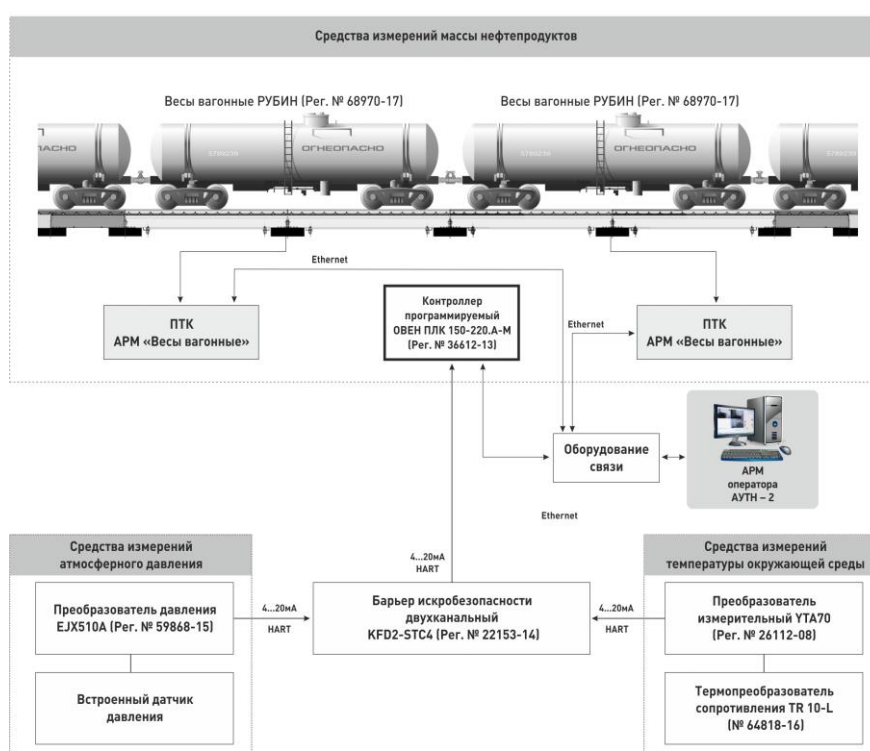 Средства измерений массы нефтепродуктов
Весы вагонные РУБИН (Рег. № 68970-17)
Весы вагонные РУБИН (Рег. № 68970-17)
ПАСНО
ОГНЕОПАСНО
ОГНЕОПАСНО
Ethernet
ПТК
АРМ «Весы вагонные»
Контроллер
программируемый
ОВЕН ПЛК 150-220.А-М
(Рег. № 36612-13)
Ethernet
ПТК
АРМ «Весы вагонные»
Оборудование
связи
АРМ
оператора
АУТН – 2
Ethernet
Средства измерений
атмосферного давления
4...20мА
HART
Средства измерений
температуры окружающей среды
Преобразователь давления
EJX510A (Рег. № 59868-15)
4...20мА
HART
Барьер искробезопасности
двухканальный
KFD2-STC4 (Рег. № 22153-14)
4...20мА
HART
Преобразователь
измерительный YTA70
(Рег. № 26112-08)
Встроенный датчик
давления
Термопреобразователь
сопротивления TR 10-L
(№ 64818-16)